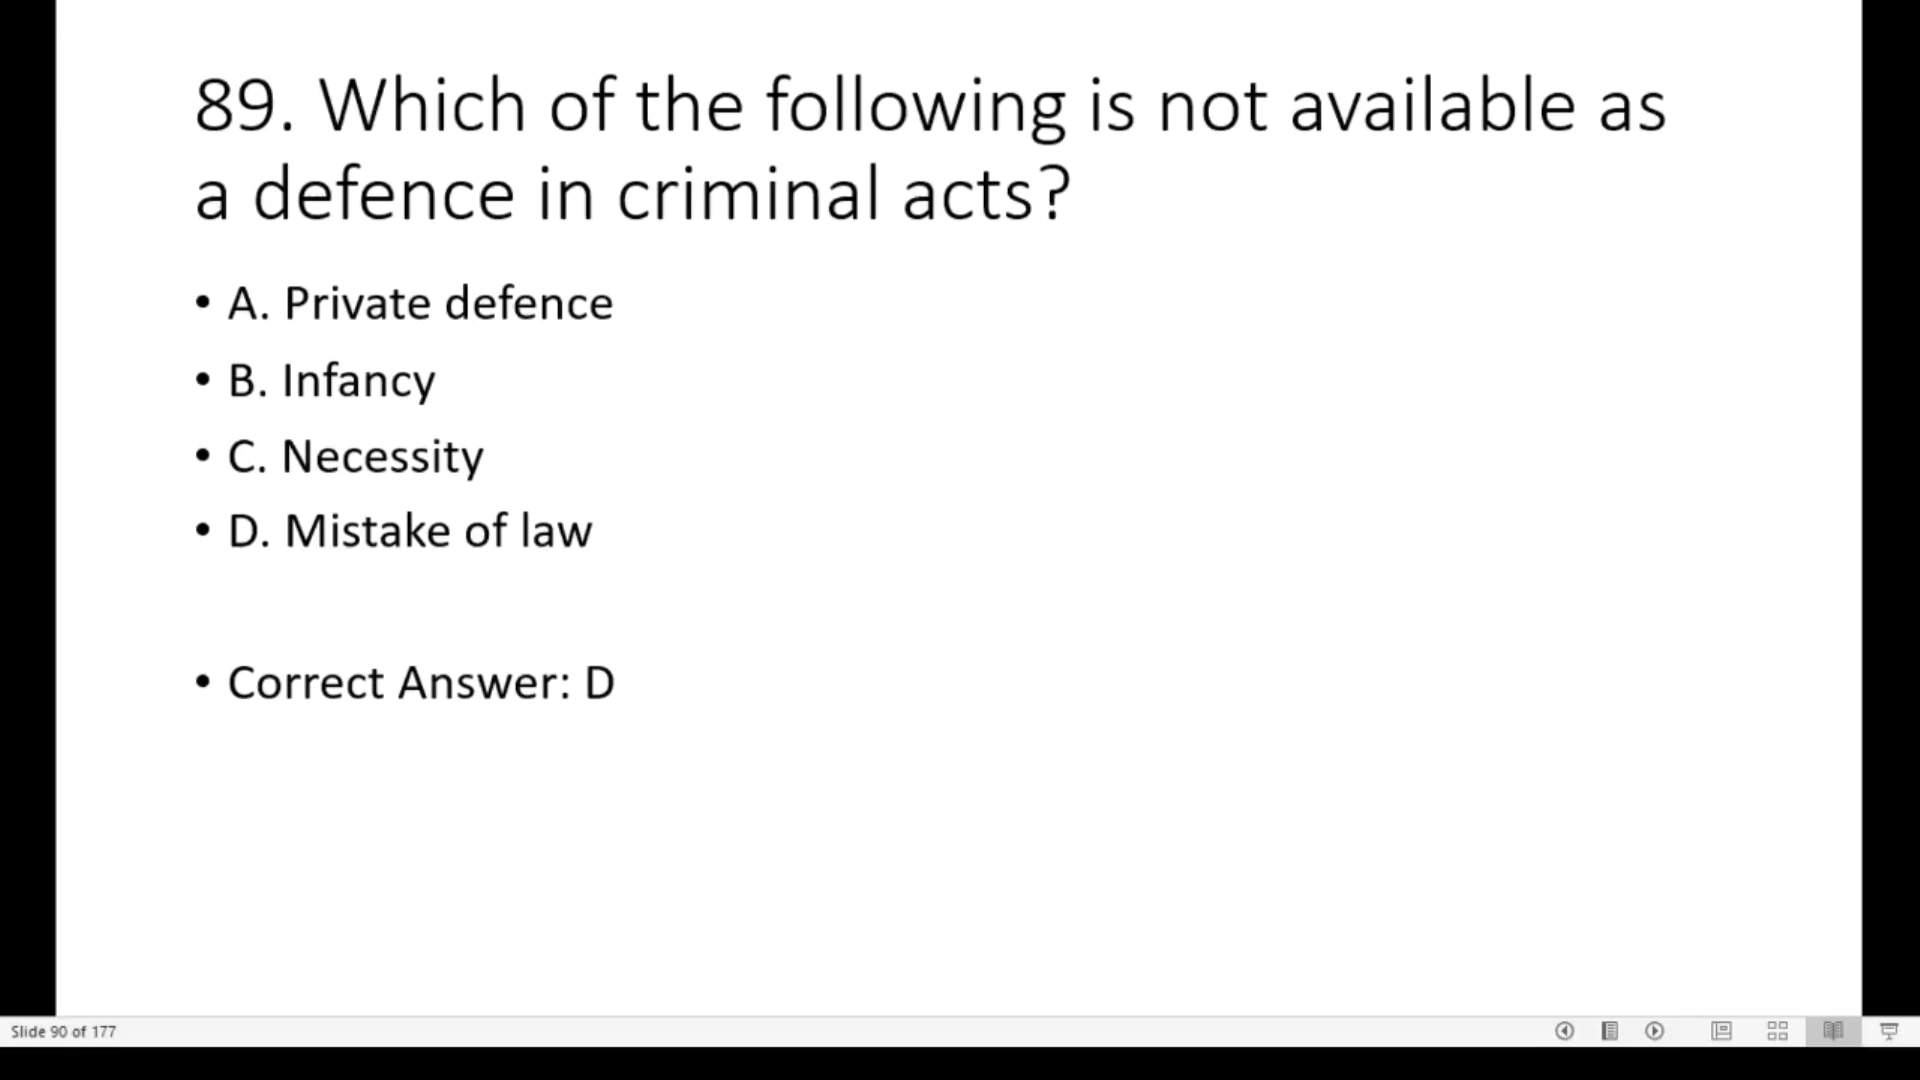 89. Which of the following is not available as
a defence in criminal acts?
• A. Private defence
• B. Infancy
• C. Necessity
• D. Mistake of law
• Correct Answer: D
Slide 90 of 177